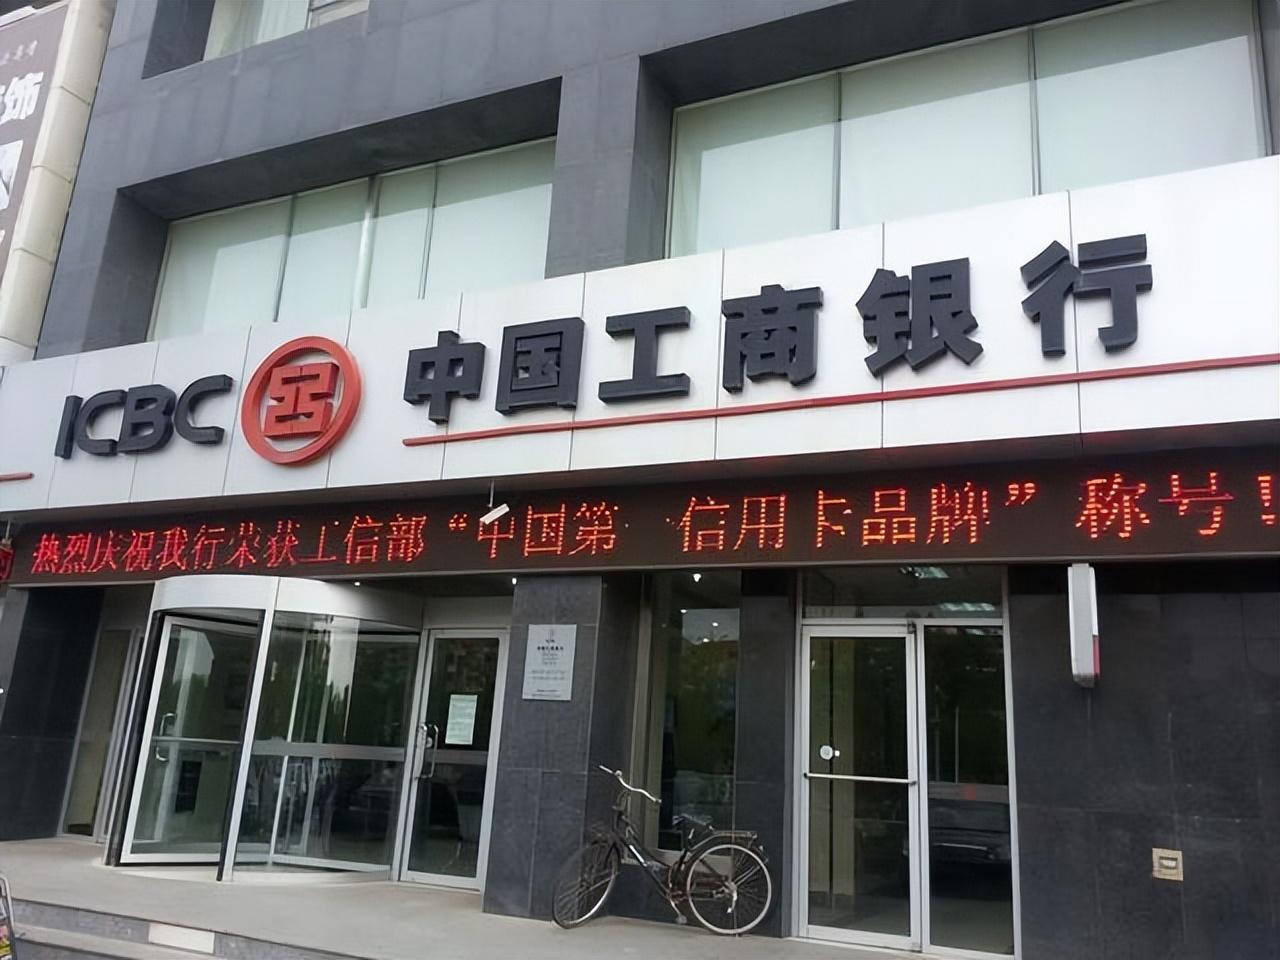 饰
ICBC 中国工商银行
热烈庆祝我行荣获工信部“中国第一信用卡品牌”称号！